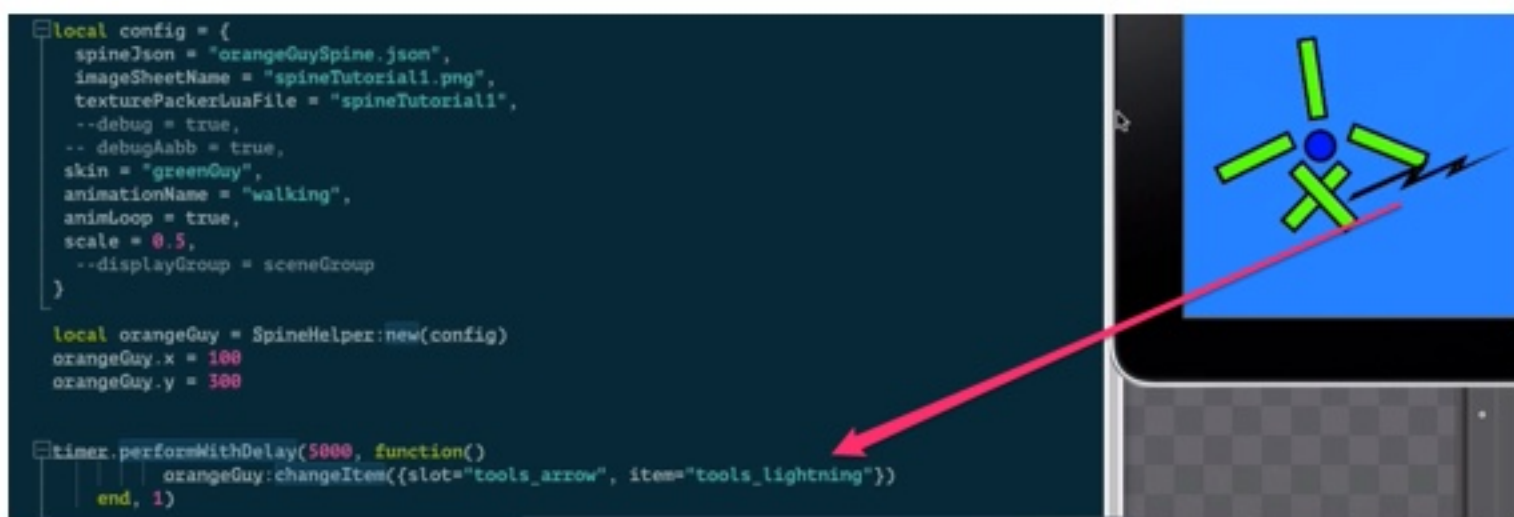 local config = {
spineJson = "orangeGuySpine.json",
imageSheetName = "spineTutorial1.png",
texturePackerLuaFile = "spineTutorial1",
--debug = true,
-- debugAabb = true,
skin = "greenGuy",
animationName = "walking",
animLoop = true,
scale = 0.5,
--displayGroup = sceneGroup
}
local orangeGuy = SpineHelper:new(config)
orangeGuy.x = 100
orangeGuy.y = 300
timer.performWithDelay(5000, function()
orangeGuy:changeItem({slot="tools_arrow", item="tools_lightning"})
end, 1)